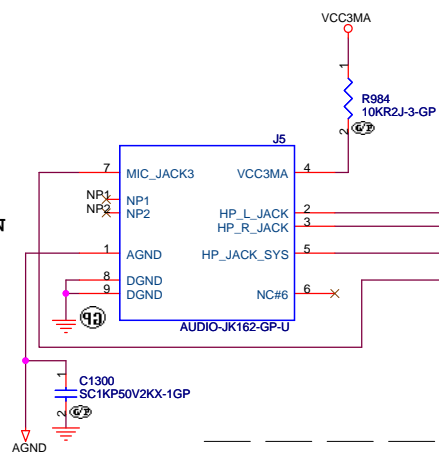 VCC3MA
1
R984
10KR2J-3-GP
2
G/P
J5
7 MIC_JACK3 VCC3MA 4
NP1 NP1
NP2 NP2
HP_L_JACK 2
HP_R_JACK 3
1 AGND HP_JACK_SYS 5
8 DGND
9 DGND NC#6 6
GP
AUDIO-JK162-GP-U
1
C1300
SC1KP50V2KX-1GP
2
G/P
AGND